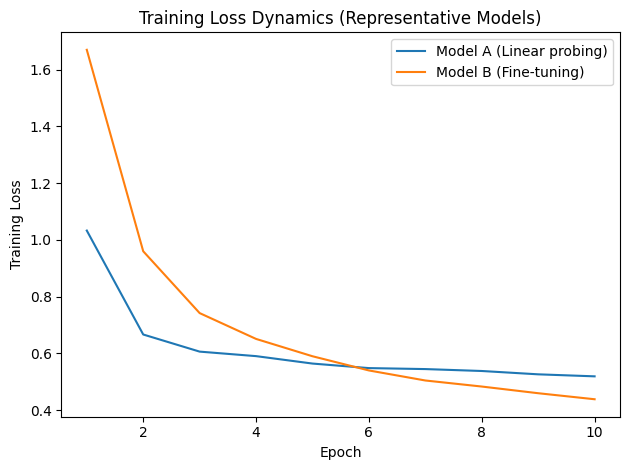 Training Loss Dynamics (Representative Models)
Model A (Linear probing)
Model B (Fine-tuning)
Training Loss
1.6
1.4
1.2
1.0
0.8
0.6
0.4
2 4 6 8 10
Epoch